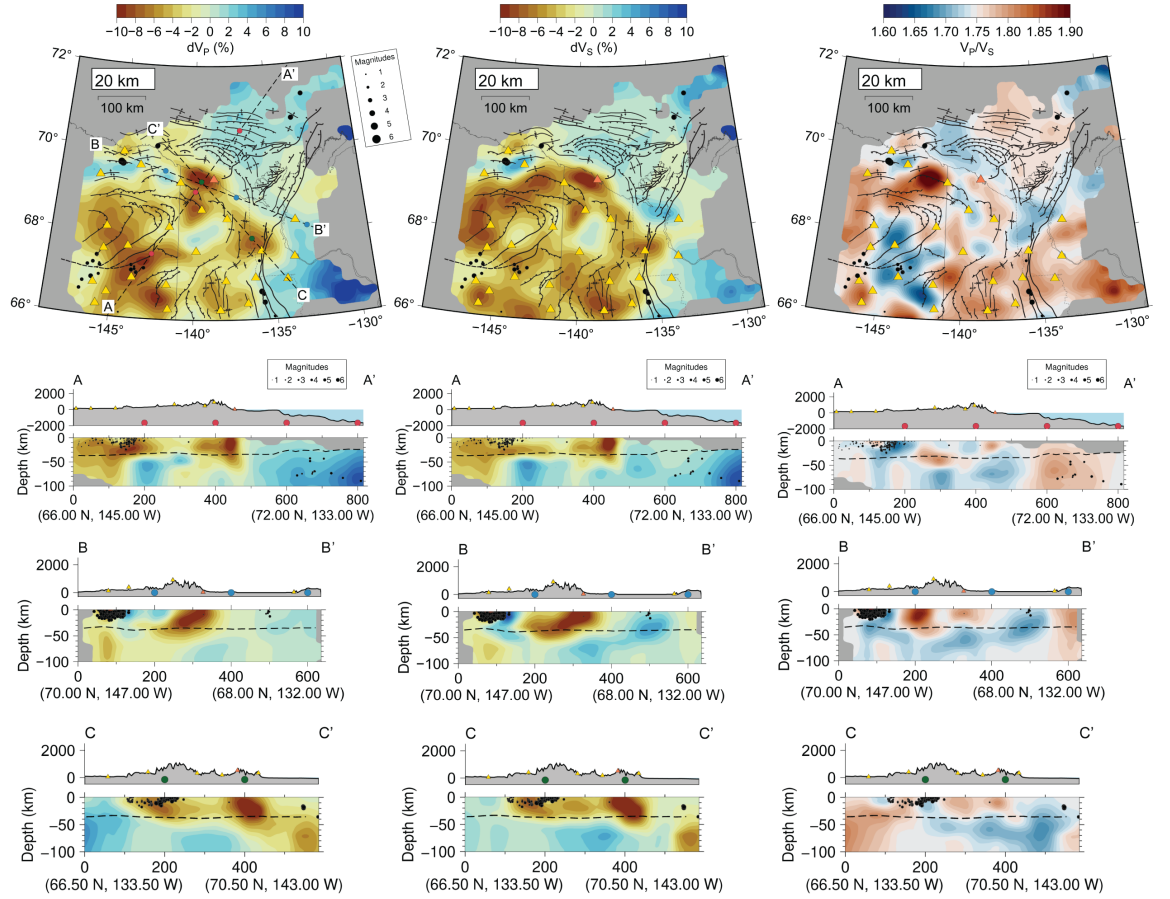 −10−8 −6 −4 −2 0 2 4 6 8 10
dVP (%)
−10−8 −6 −4 −2 0 2 4 6 8 10
dVS (%)
1.60 1.65 1.70 1.75 1.80 1.85 1.90
VP/VS
72°
70°
68°
66°
20 km
100 km
A'
C'
B
B'
A
C
−145
−140
−135
−130°
Magnitudes
1
2
3
4
5
6
72°
70°
68°
66°
20 km
100 km
−145
−140
−135
−130°
72°
70°
68°
66°
20 km
100 km
−145
−140
−135
−130°
A
Magnitudes
1 2 3 4 5 6
A'
2000
0
−2000
Depth (km)
0
−50
−100
0 200 400 600 800
(66.00 N, 145.00 W) (72.00 N, 133.00 W)
A
Magnitudes
1 2 3 4 5 6
A'
2000
0
−2000
Depth (km)
0
−50
−100
0 200 400 600 800
(66.00 N, 145.00 W) (72.00 N, 133.00 W)
A
Magnitudes
1 2 3 4 5 6
A'
2000
0
−2000
Depth (km)
0
−50
−100
0 200 400 600 800
(66.00 N, 145.00 W) (72.00 N, 133.00 W)
B B'
2000
0
Depth (km)
0
−50
−100
0 200 400 600
(70.00 N, 147.00 W) (68.00 N, 132.00 W)
B B'
2000
0
Depth (km)
0
−50
−100
0 200 400 600
(70.00 N, 147.00 W) (68.00 N, 132.00 W)
B B'
2000
0
Depth (km)
0
−50
−100
0 200 400 600
(70.00 N, 147.00 W) (68.00 N, 132.00 W)
C C'
2000
0
Depth (km)
0
−50
−100
0 200 400
(66.50 N, 133.50 W) (70.50 N, 143.00 W)
C C'
2000
0
Depth (km)
0
−50
−100
0 200 400
(66.50 N, 133.50 W) (70.50 N, 143.00 W)
C C'
2000
0
Depth (km)
0
−50
−100
0 200 400
(66.50 N, 133.50 W) (70.50 N, 143.00 W)